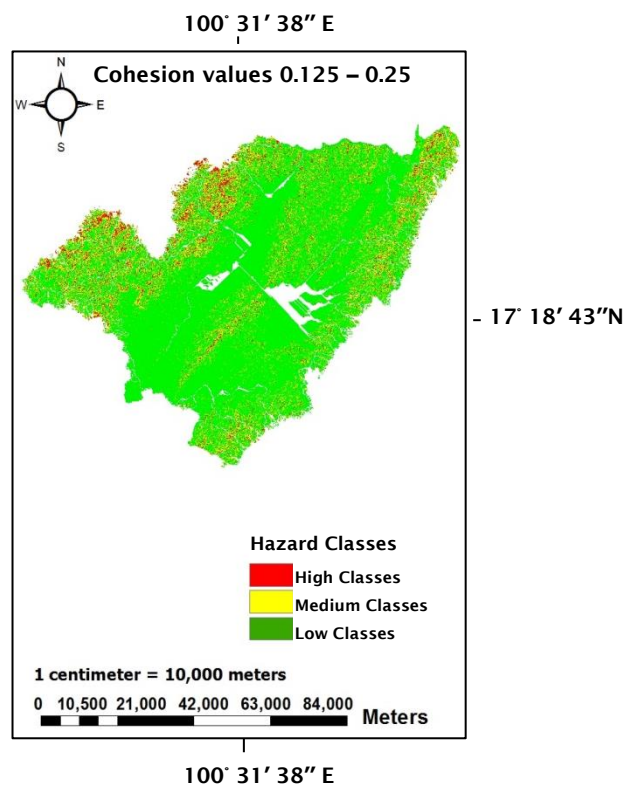 100° 31′ 38″ E
Cohesion values 0.125 – 0.25
N
W E
S
17° 18′ 43″N
Hazard Classes
High Classes
Medium Classes
Low Classes
1 centimeter = 10,000 meters
0 10,500 21,000 42,000 63,000 84,000
Meters
100° 31′ 38″ E